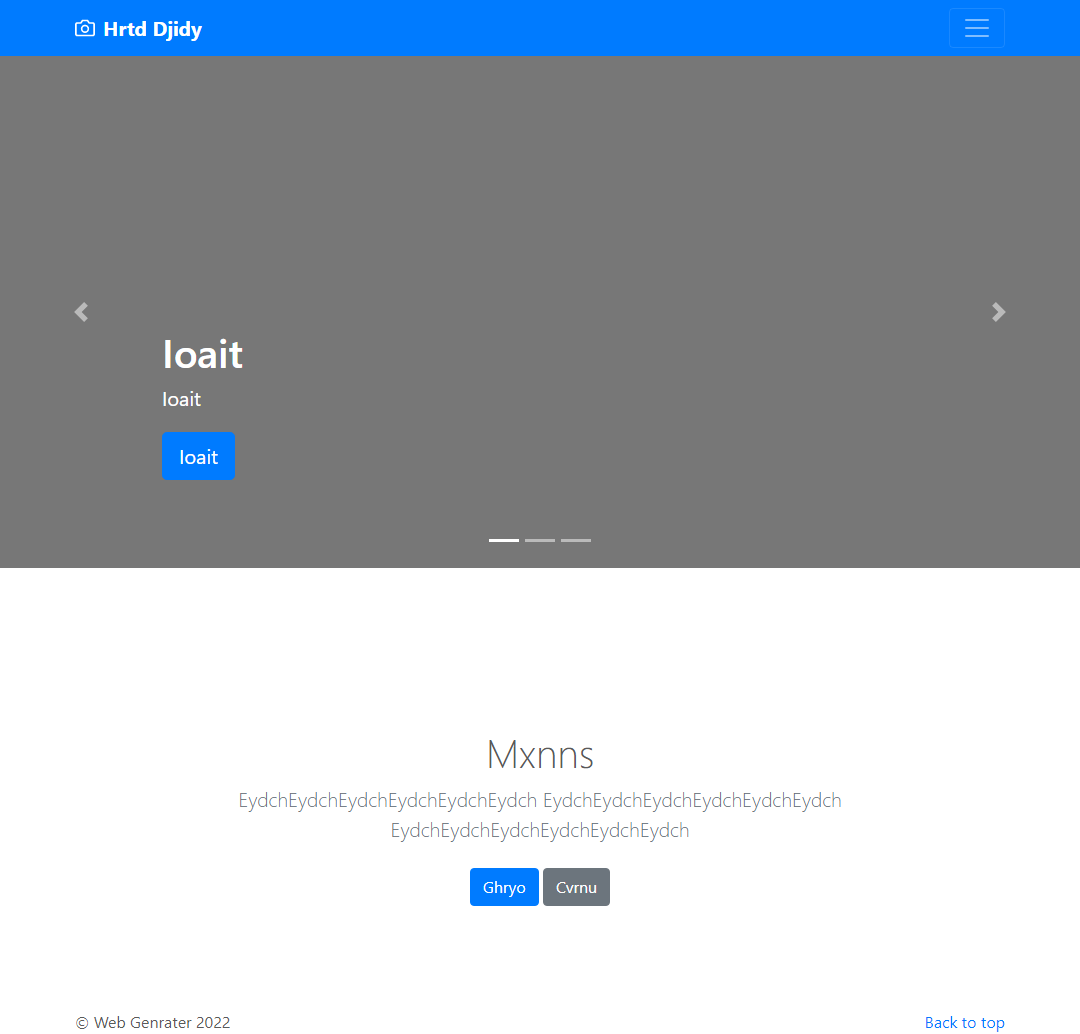 Hrtd Djidy
Ioait
Ioait
Ioait
Mxnns
EydchEydchEydchEydchEydchEydch EydchEydchEydchEydchEydchEydch
EydchEydchEydchEydchEydchEydch
Ghryo
Cvrnu
© Web Genrater 2022
Back to top